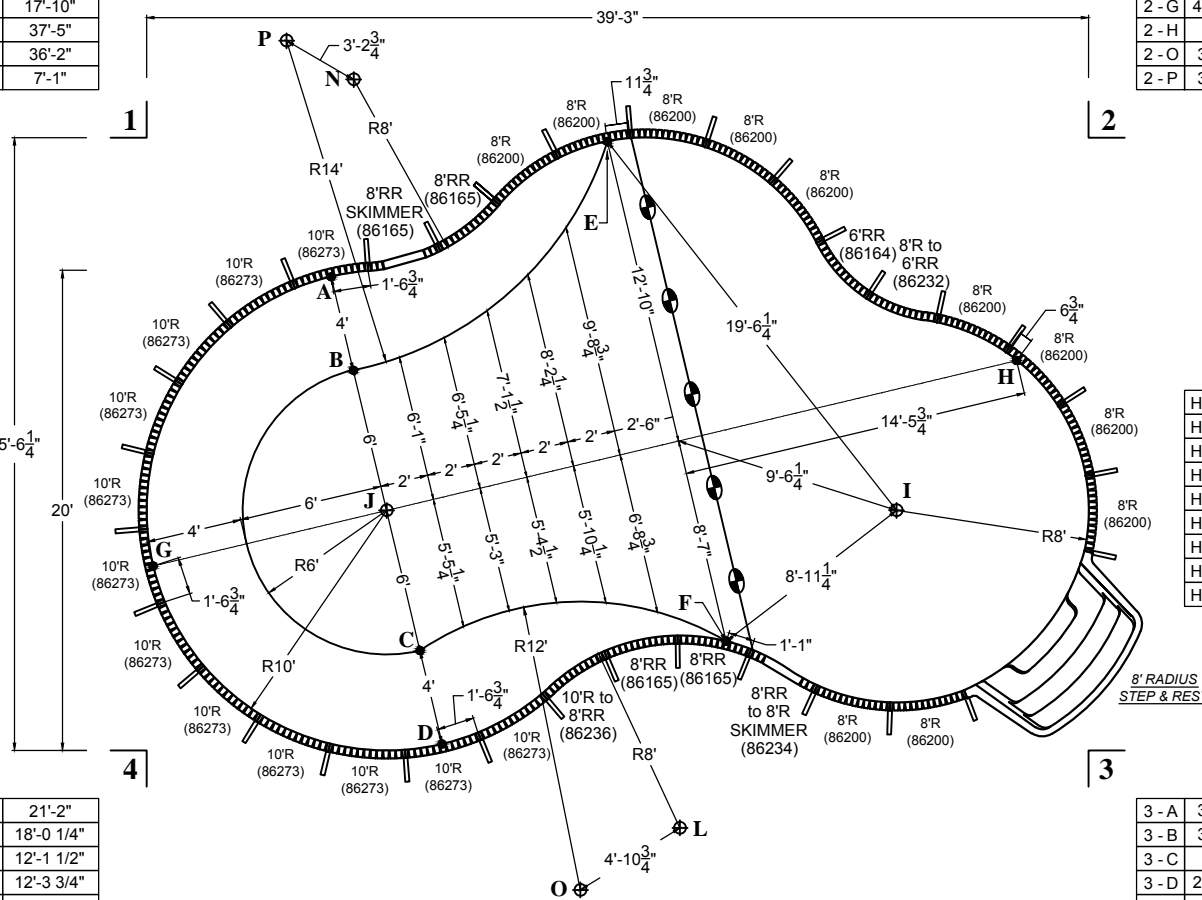 17'-10"
37'-5"
36'-2"
7'-1"
39'-3"
2 - G 4
2 - H
2 - O 3
2 - P 3
P
3'-2 3/4"
N
1
2
R8'
R14'
11 3/4"
8'R (86200)
8'R (86200)
8'R (86200)
8'R (86200)
8'R (86200)
8'RR (86165)
8'RR SKIMMER (86165)
E
6'RR (86164)
8'R to 6'RR (86232)
8'R (86200)
6 3/4"
8'R (86200)
H
10'R (86273)
10'R (86273)
10'R (86273)
10'R (86273)
10'R (86273)
10'R (86273)
10'R (86273)
A
1'-6 3/4"
4'
B
6'
12'-10"
19'-6 1/4"
9'-8 3/4"
8'-2 1/4"
7'-1 1/2"
6'-5 1/4"
6'-1"
2'
2'
2'
2'
2'
2'-6"
14'-5 3/4"
9'-6 1/4"
I
J
6'
4'
G
1'-6 3/4"
R6'
R10'
6'
C
4'
D
1'-6 3/4"
5'-5 1/4"
5'-3"
5'-4 1/2"
5'-10 1/4"
6'-8 3/4"
8'-7"
8'-11 1/4"
R8'
8'R (86200)
8'R (86200)
F
1'-1"
R12'
8'RR (86165)
8'RR (86165)
10'R to 8'RR (86236)
8'RR to 8'R SKIMMER (86234)
8'R (86200)
8'R (86200)
8' RADIUS
STEP & RES
10'R (86273)
10'R (86273)
10'R (86273)
10'R (86273)
10'R (86273)
10'R (86273)
R8'
L
4'-10 3/4"
O
5'-6 1/4"
20'
4
3
H
H
H
H
H
H
H
H
H
21'-2"
18'-0 1/4"
12'-1 1/2"
12'-3 3/4"
3 - A 3
3 - B 3
3 - C
3 - D 2